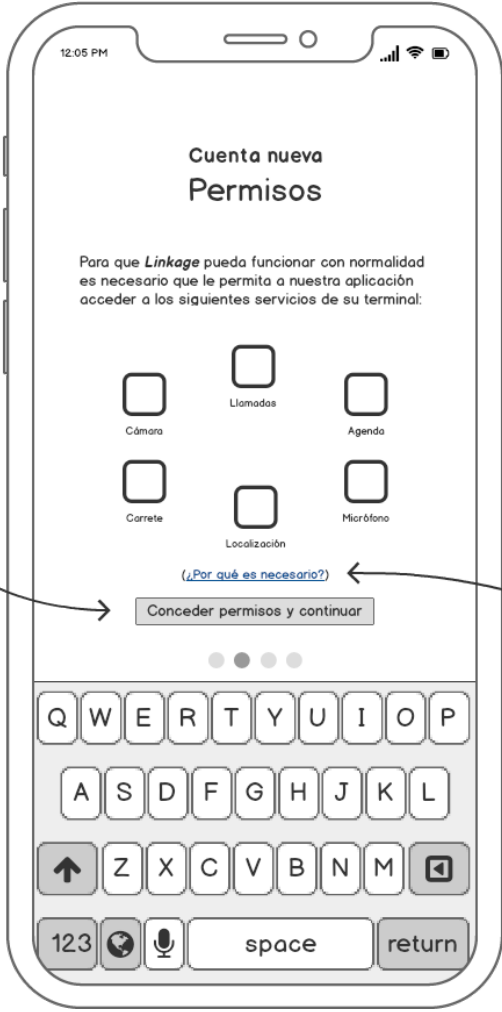 12:05 PM
Cuenta nueva
Permisos
Para que Linkage pueda funcionar con normalidad
es necesario que le permita a nuestra aplicación
acceder a los siguientes servicios de su terminal:
Llamadas
Cámara
Agenda
Carrete
Micrófono
Localización
(¿Por qué es necesario?)
Conceder permisos y continuar
Q W E R T Y U I O P
A S D F G H J K L
Z X C V B N M
123 space return